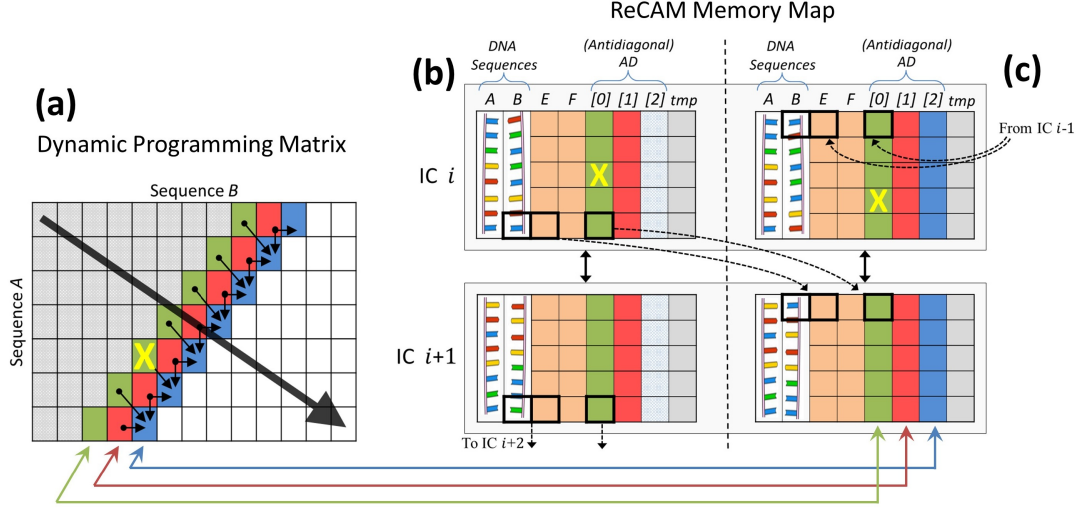 ReCAM Memory Map
(a)
Dynamic Programming Matrix
Sequence B
Sequence A
X
(b)
DNA
Sequences
(Antidiagonal)
AD
A B E F [0] [1] [2] tmp
IC i
X
IC i+1
To IC i+2
(c)
DNA
Sequences
(Antidiagonal)
AD
A B E F [0] [1] [2] tmp
From IC i-1
X